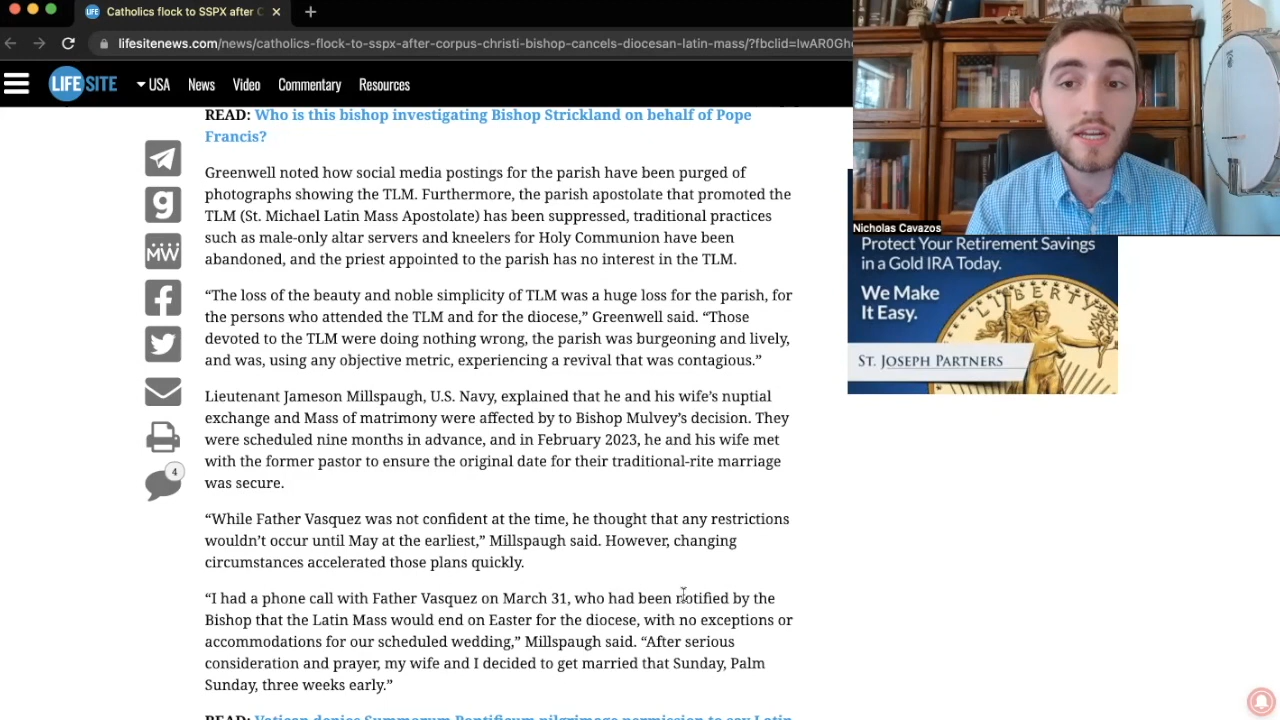 Catholics flock to SSPX after C
lifesitenews.com/news/catholics-flock-to-sspx-after-corpus-christi-bishop-cancels-diocesan-latin-mass/?fbclid=IwAR0Gh
LIFESITE USA News Video Commentary Resources
READ: Who is this bishop investigating Bishop Strickland on behalf of Pope
Francis?
Greenwell noted how social media postings for the parish have been purged of
photographs showing the TLM. Furthermore, the parish apostolate that promoted the
TLM (St. Michael Latin Mass Apostolate) has been suppressed, traditional practices
such as male-only altar servers and kneelers for Holy Communion have been
abandoned, and the priest appointed to the parish has no interest in the TLM.
“The loss of the beauty and noble simplicity of TLM was a huge loss for the parish, for
the persons who attended the TLM and for the diocese,” Greenwell said. “Those
devoted to the TLM were doing nothing wrong, the parish was burgeoning and lively,
and was, using any objective metric, experiencing a revival that was contagious.”
Lieutenant Jameson Millspaugh, U.S. Navy, explained that he and his wife’s nuptial
exchange and Mass of matrimony were affected by to Bishop Mulvey’s decision. They
were scheduled nine months in advance, and in February 2023, he and his wife met
with the former pastor to ensure the original date for their traditional-rite marriage
was secure.
“While Father Vasquez was not confident at the time, he thought that any restrictions
wouldn’t occur until May at the earliest,” Millspaugh said. However, changing
circumstances accelerated those plans quickly.
“I had a phone call with Father Vasquez on March 31, who had been notified by the
Bishop that the Latin Mass would end on Easter for the diocese, with no exceptions or
accommodations for our scheduled wedding,” Millspaugh said. “After serious
consideration and prayer, my wife and I decided to get married that Sunday, Palm
Sunday, three weeks early.”
READ: Vatican denies Summorum Pontificum pilgrimage permission to say Latin
g
MW
4
Nicholas Cavazos
Protect Your Retirement Savings
in a Gold IRA Today.
We Make
It Easy.
LIBERTY
ST. JOSEPH PARTNERS